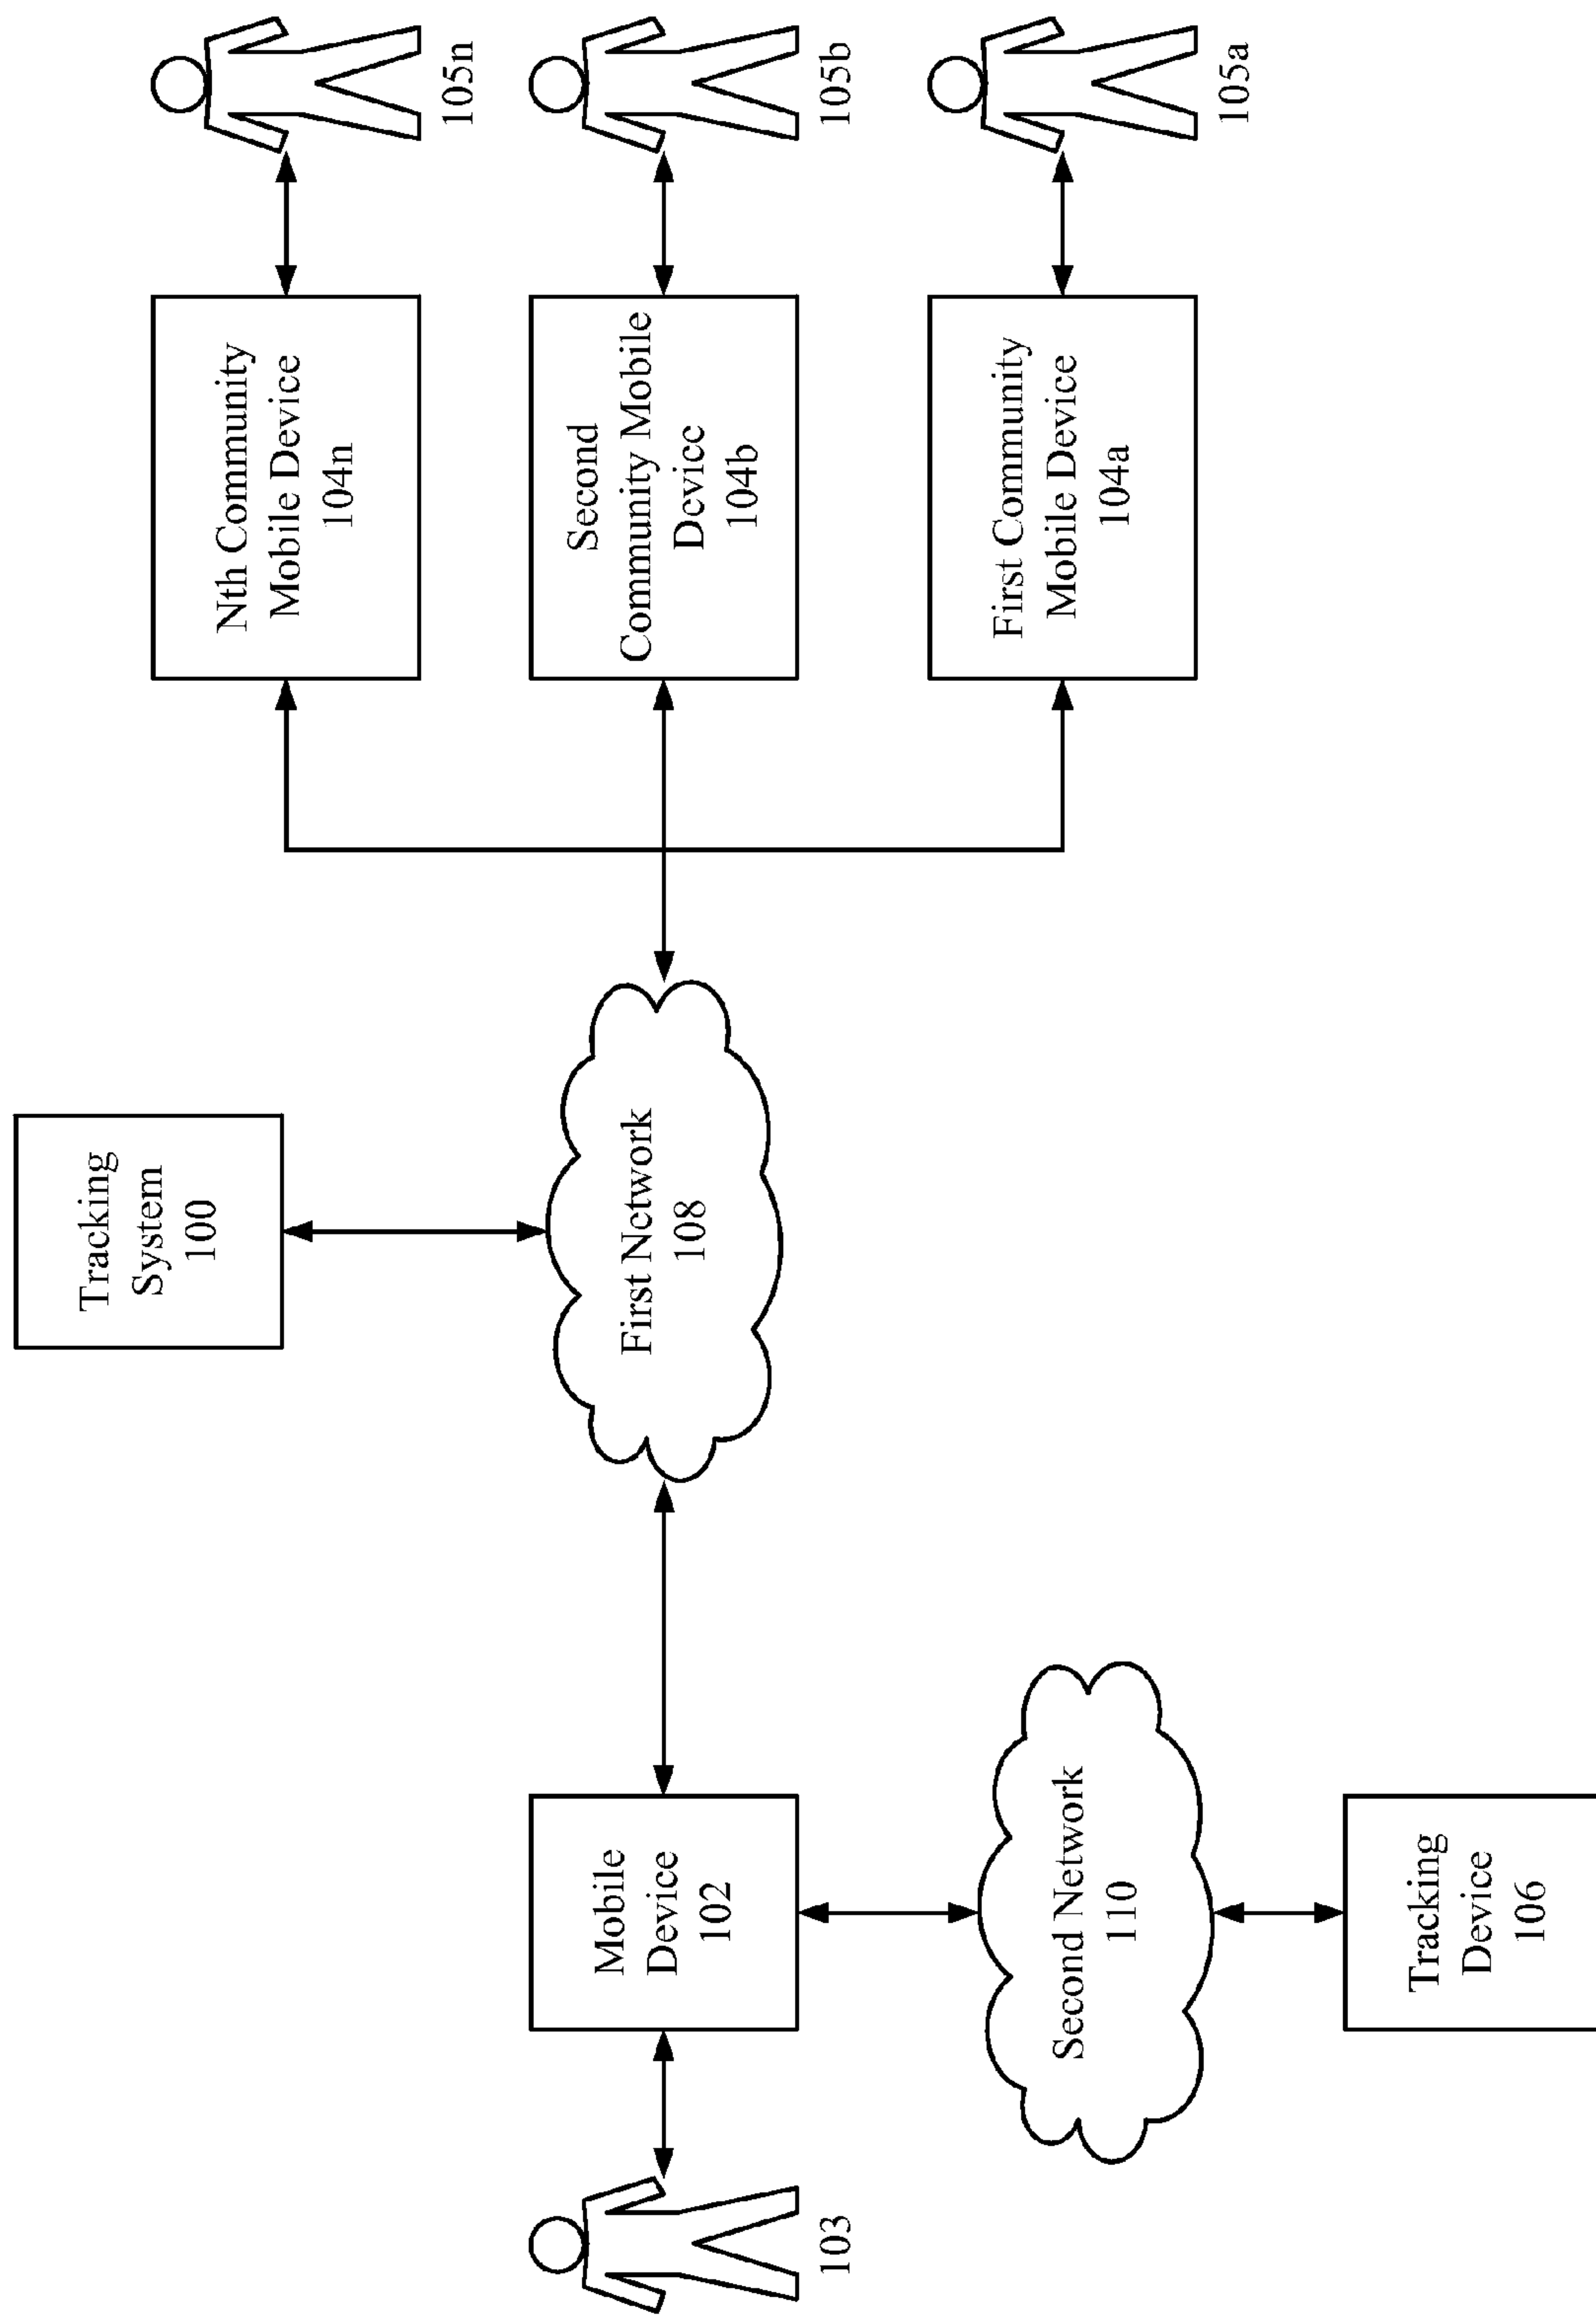 Tracking
System
100
Nth Community
Mobile Device
104n
105n
Mobile
Device
102
103
First Network
108
Second
Community Mobile
Device
104b
105b
Second Network
110
First Community
Mobile Device
104a
105a
Tracking
Device
106